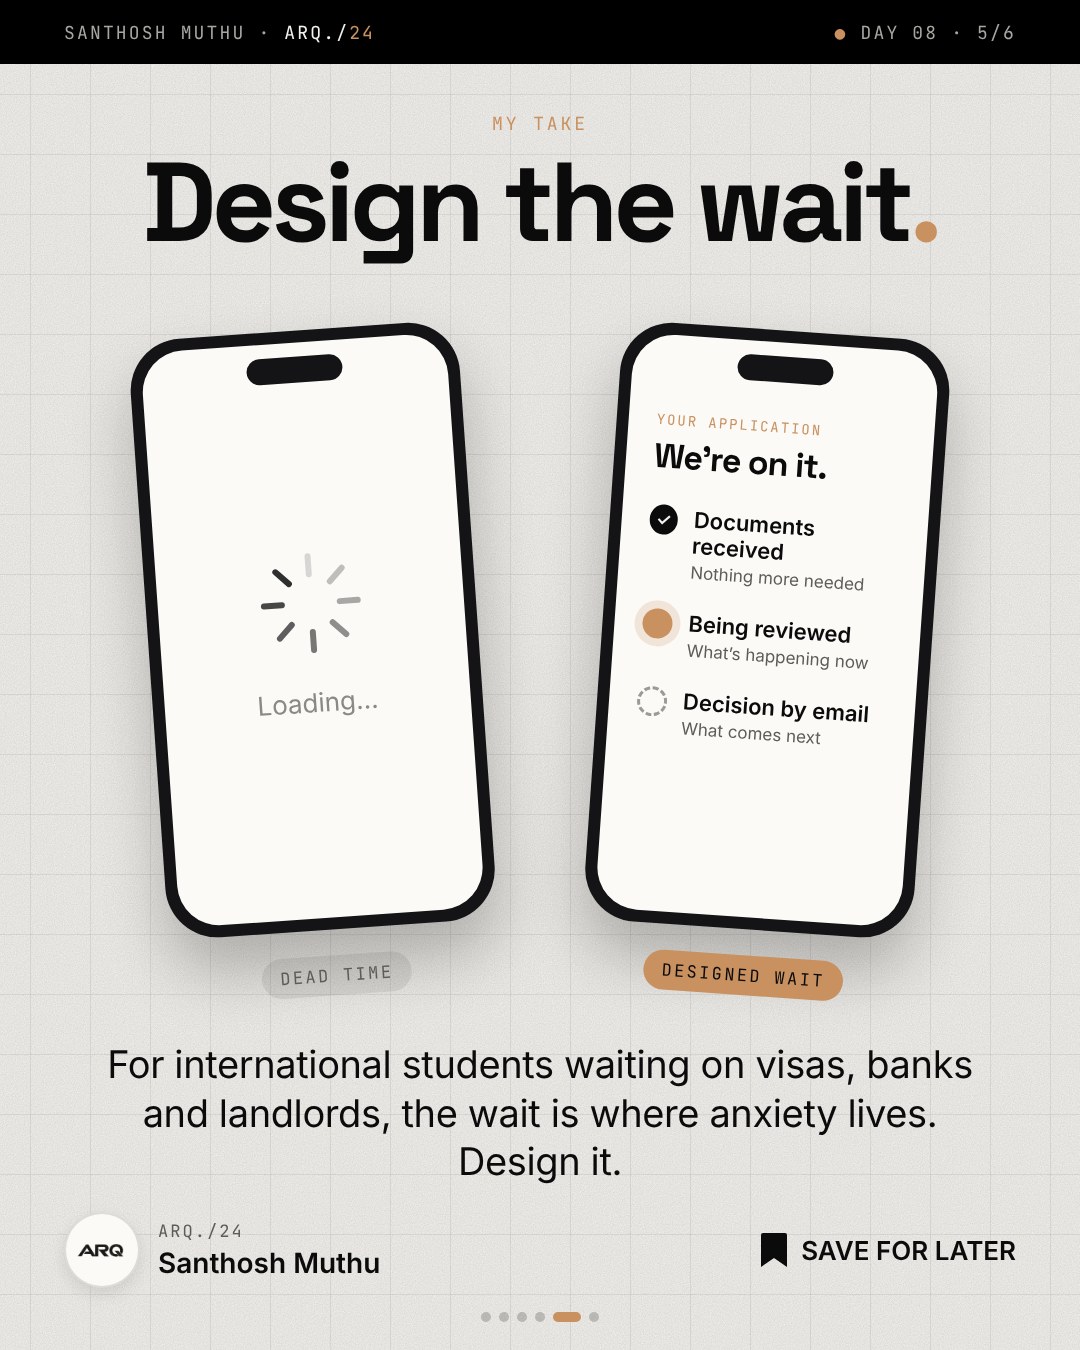 SANTHOSH MUTHU · ARQ./24
DAY 08 · 5/6
MY TAKE
Design the wait.
Loading...
YOUR APPLICATION
We’re on it.
Documents
received
Nothing more needed
Being reviewed
What’s happening now
Decision by email
What comes next
DEAD TIME
DESIGNED WAIT
For international students waiting on visas, banks
and landlords, the wait is where anxiety lives.
Design it.
ARQ
ARQ./24
Santhosh Muthu
SAVE FOR LATER